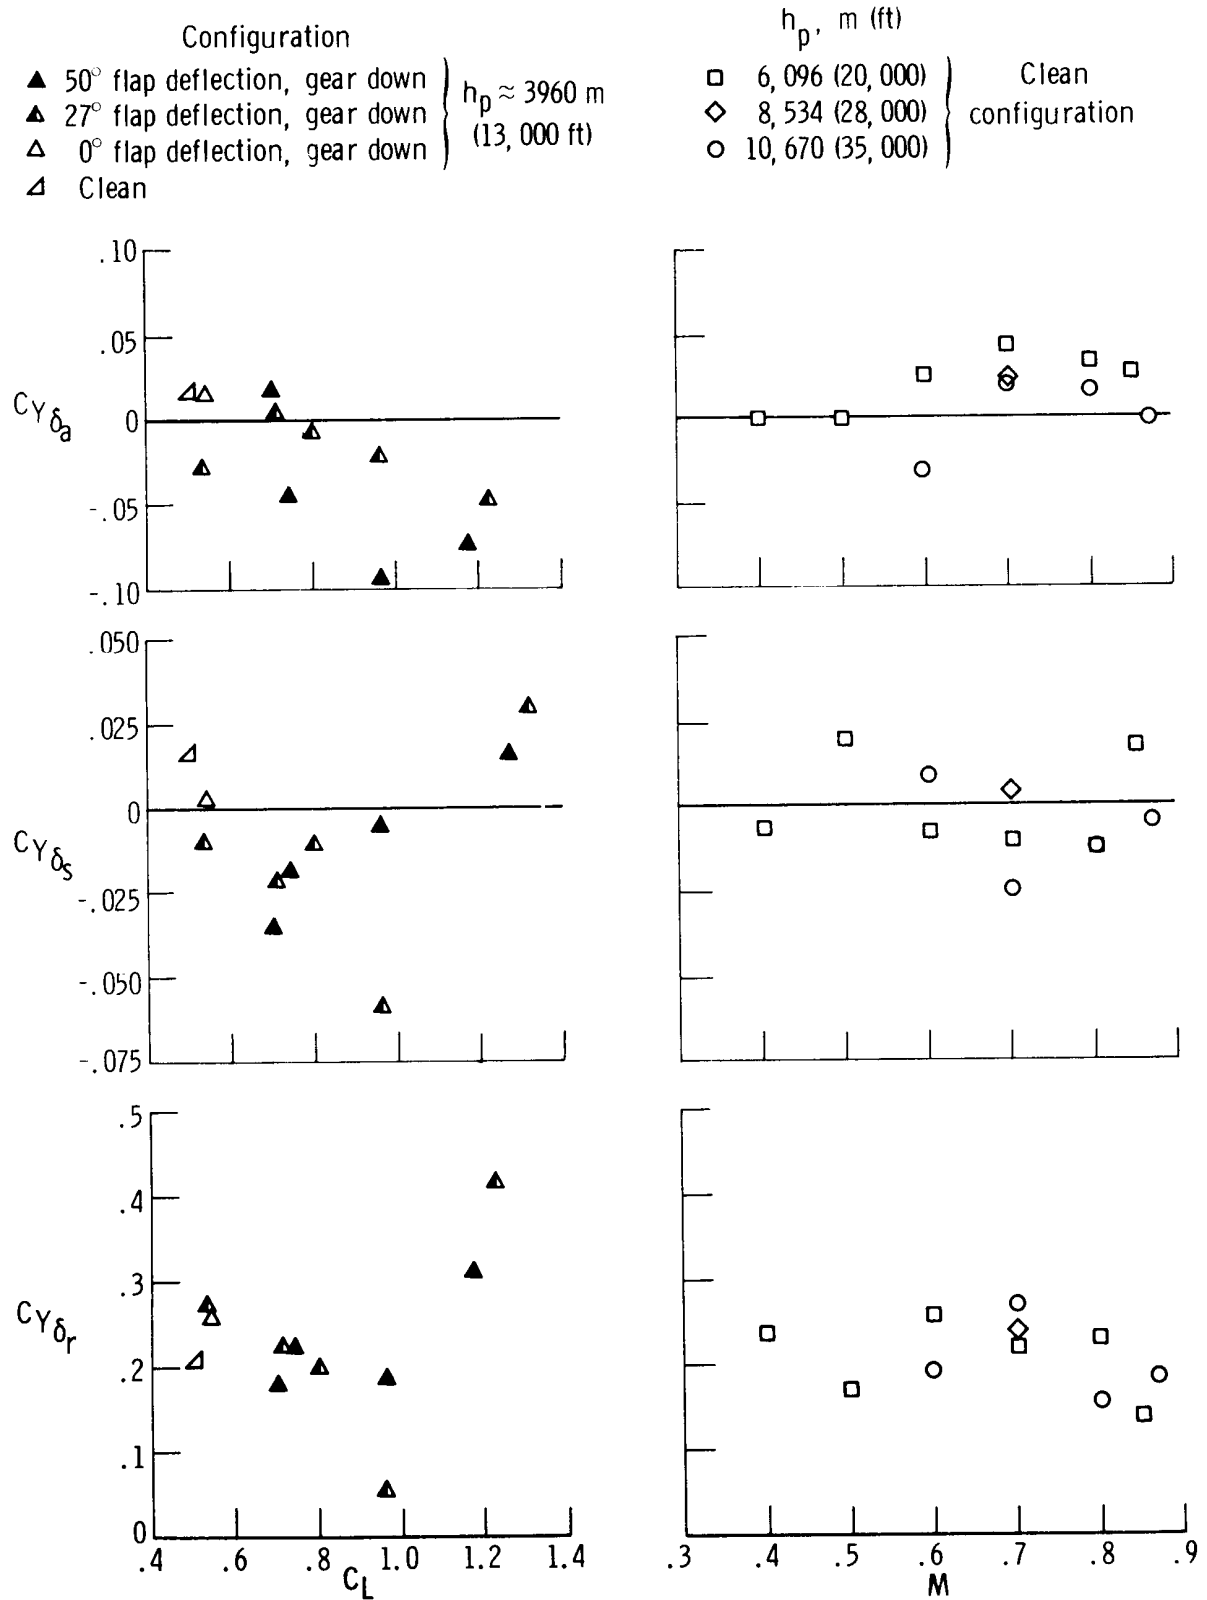 Configuration
50° flap deflection, gear down
27° flap deflection, gear down
0° flap deflection, gear down
Clean
hp ≈ 3960 m
(13, 000 ft)
hp, m (ft)
6, 096 (20, 000)
8, 534 (28, 000)
10, 670 (35, 000)
Clean
configuration
.10
.05
0
-.05
-.10
CYδa
.050
.025
0
-.025
-.050
-.075
CYδs
.5
.4
.3
.2
.1
0
CYδr
.4 .6 .8 1.0 1.2 1.4
CL
.3 .4 .5 .6 .7 .8 .9
M